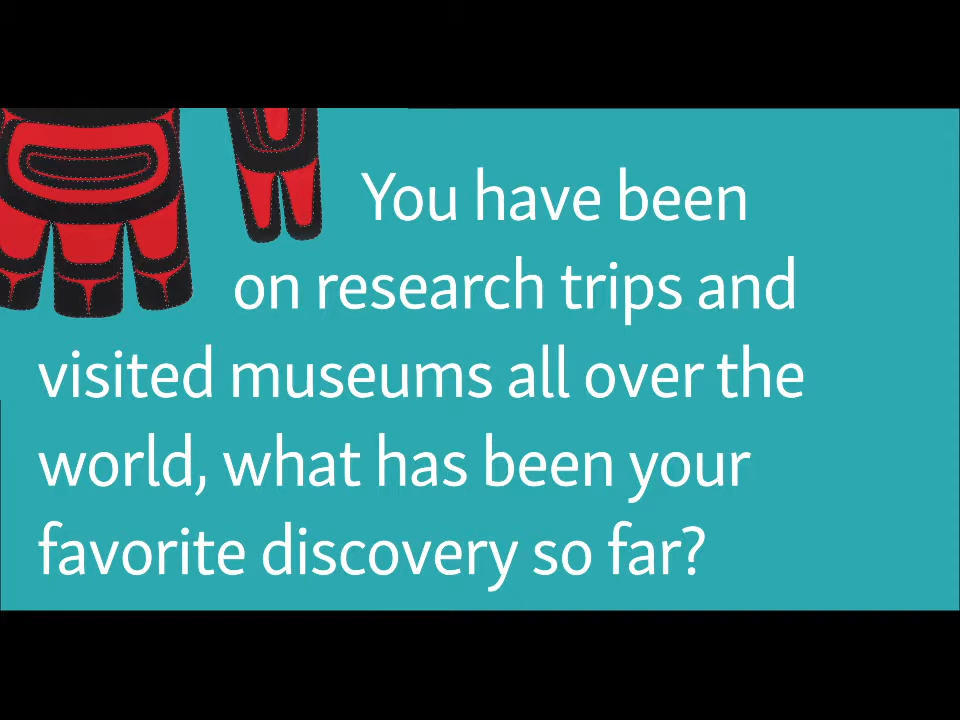 You have been
on research trips and
visited museums all over the
world, what has been your
favorite discovery so far?